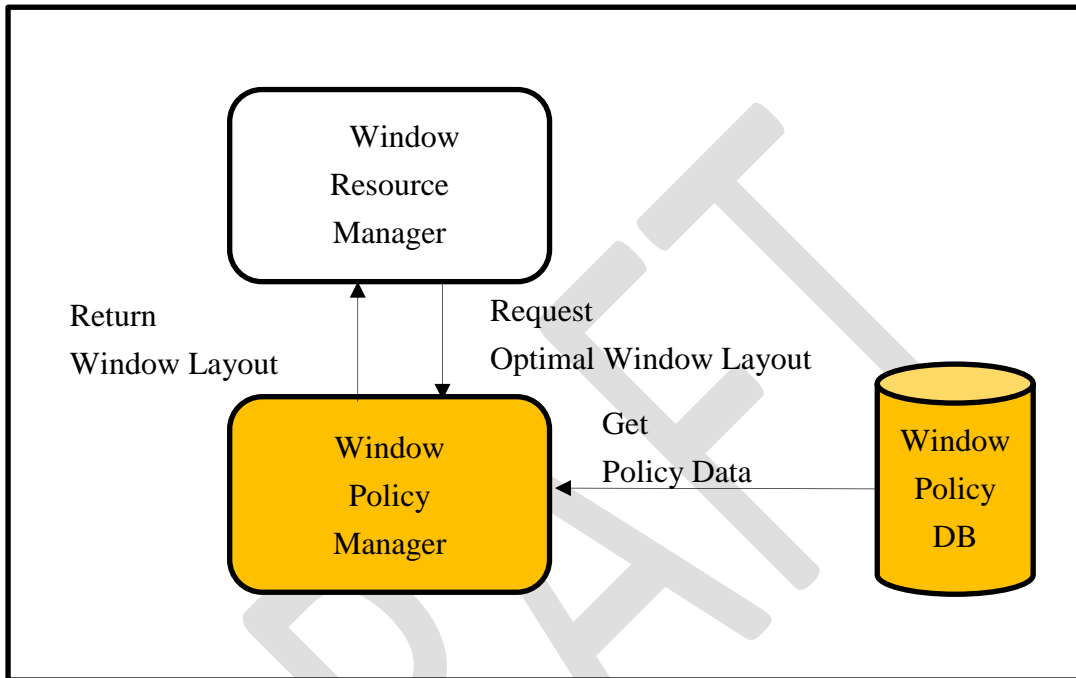 Window
Resource
Manager
Return
Window Layout
Request
Optimal Window Layout
Window
Policy
Manager
Get
Policy Data
Window
Policy
DB
DRAFT